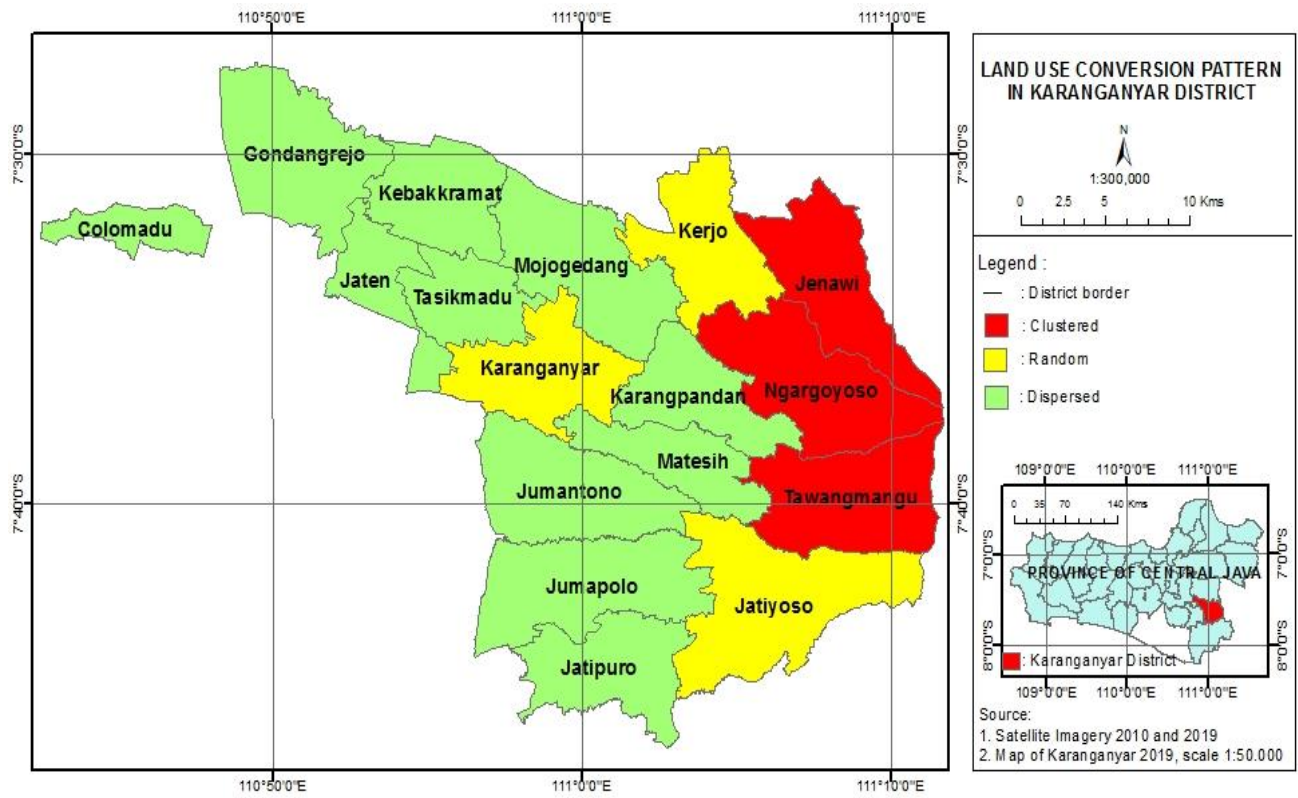 110°50'0"E
111°0'0"E
111°10'0"E
7°30'0"S
7°30'0"S
7°40'0"S
7°40'0"S
Gondangrejo
Kebakkramat
Colomadu
Kerjo
Mojogedang
Jaten
Jenawi
Tasikmadu
Karanganyar
Karangpandan
Ngargoyoso
Matesih
Jumantono
Tawangmangu
Jumapolo
Jatiyoso
Jatipuro
110°50'0"E
111°0'0"E
111°10'0"E
LAND USE CONVERSION PATTERN
IN KARANGANYAR DISTRICT
N
1:300,000
0 2.5 5 10 Kms
Legend :
: District border
: Clustered
: Random
: Dispersed
109°0'0"E 110°0'0"E 111°0'0"E
0 35 70 140 Kms
7°0'0"S
7°0'0"S
PROVINCE OF CENTRAL JAVA
8°0'0"S
8°0'0"S
: Karanganyar District
109°0'0"E 110°0'0"E 111°0'0"E
Source:
1. Satellite Imagery 2010 and 2019
2. Map of Karanganyar 2019, scale 1:50.000